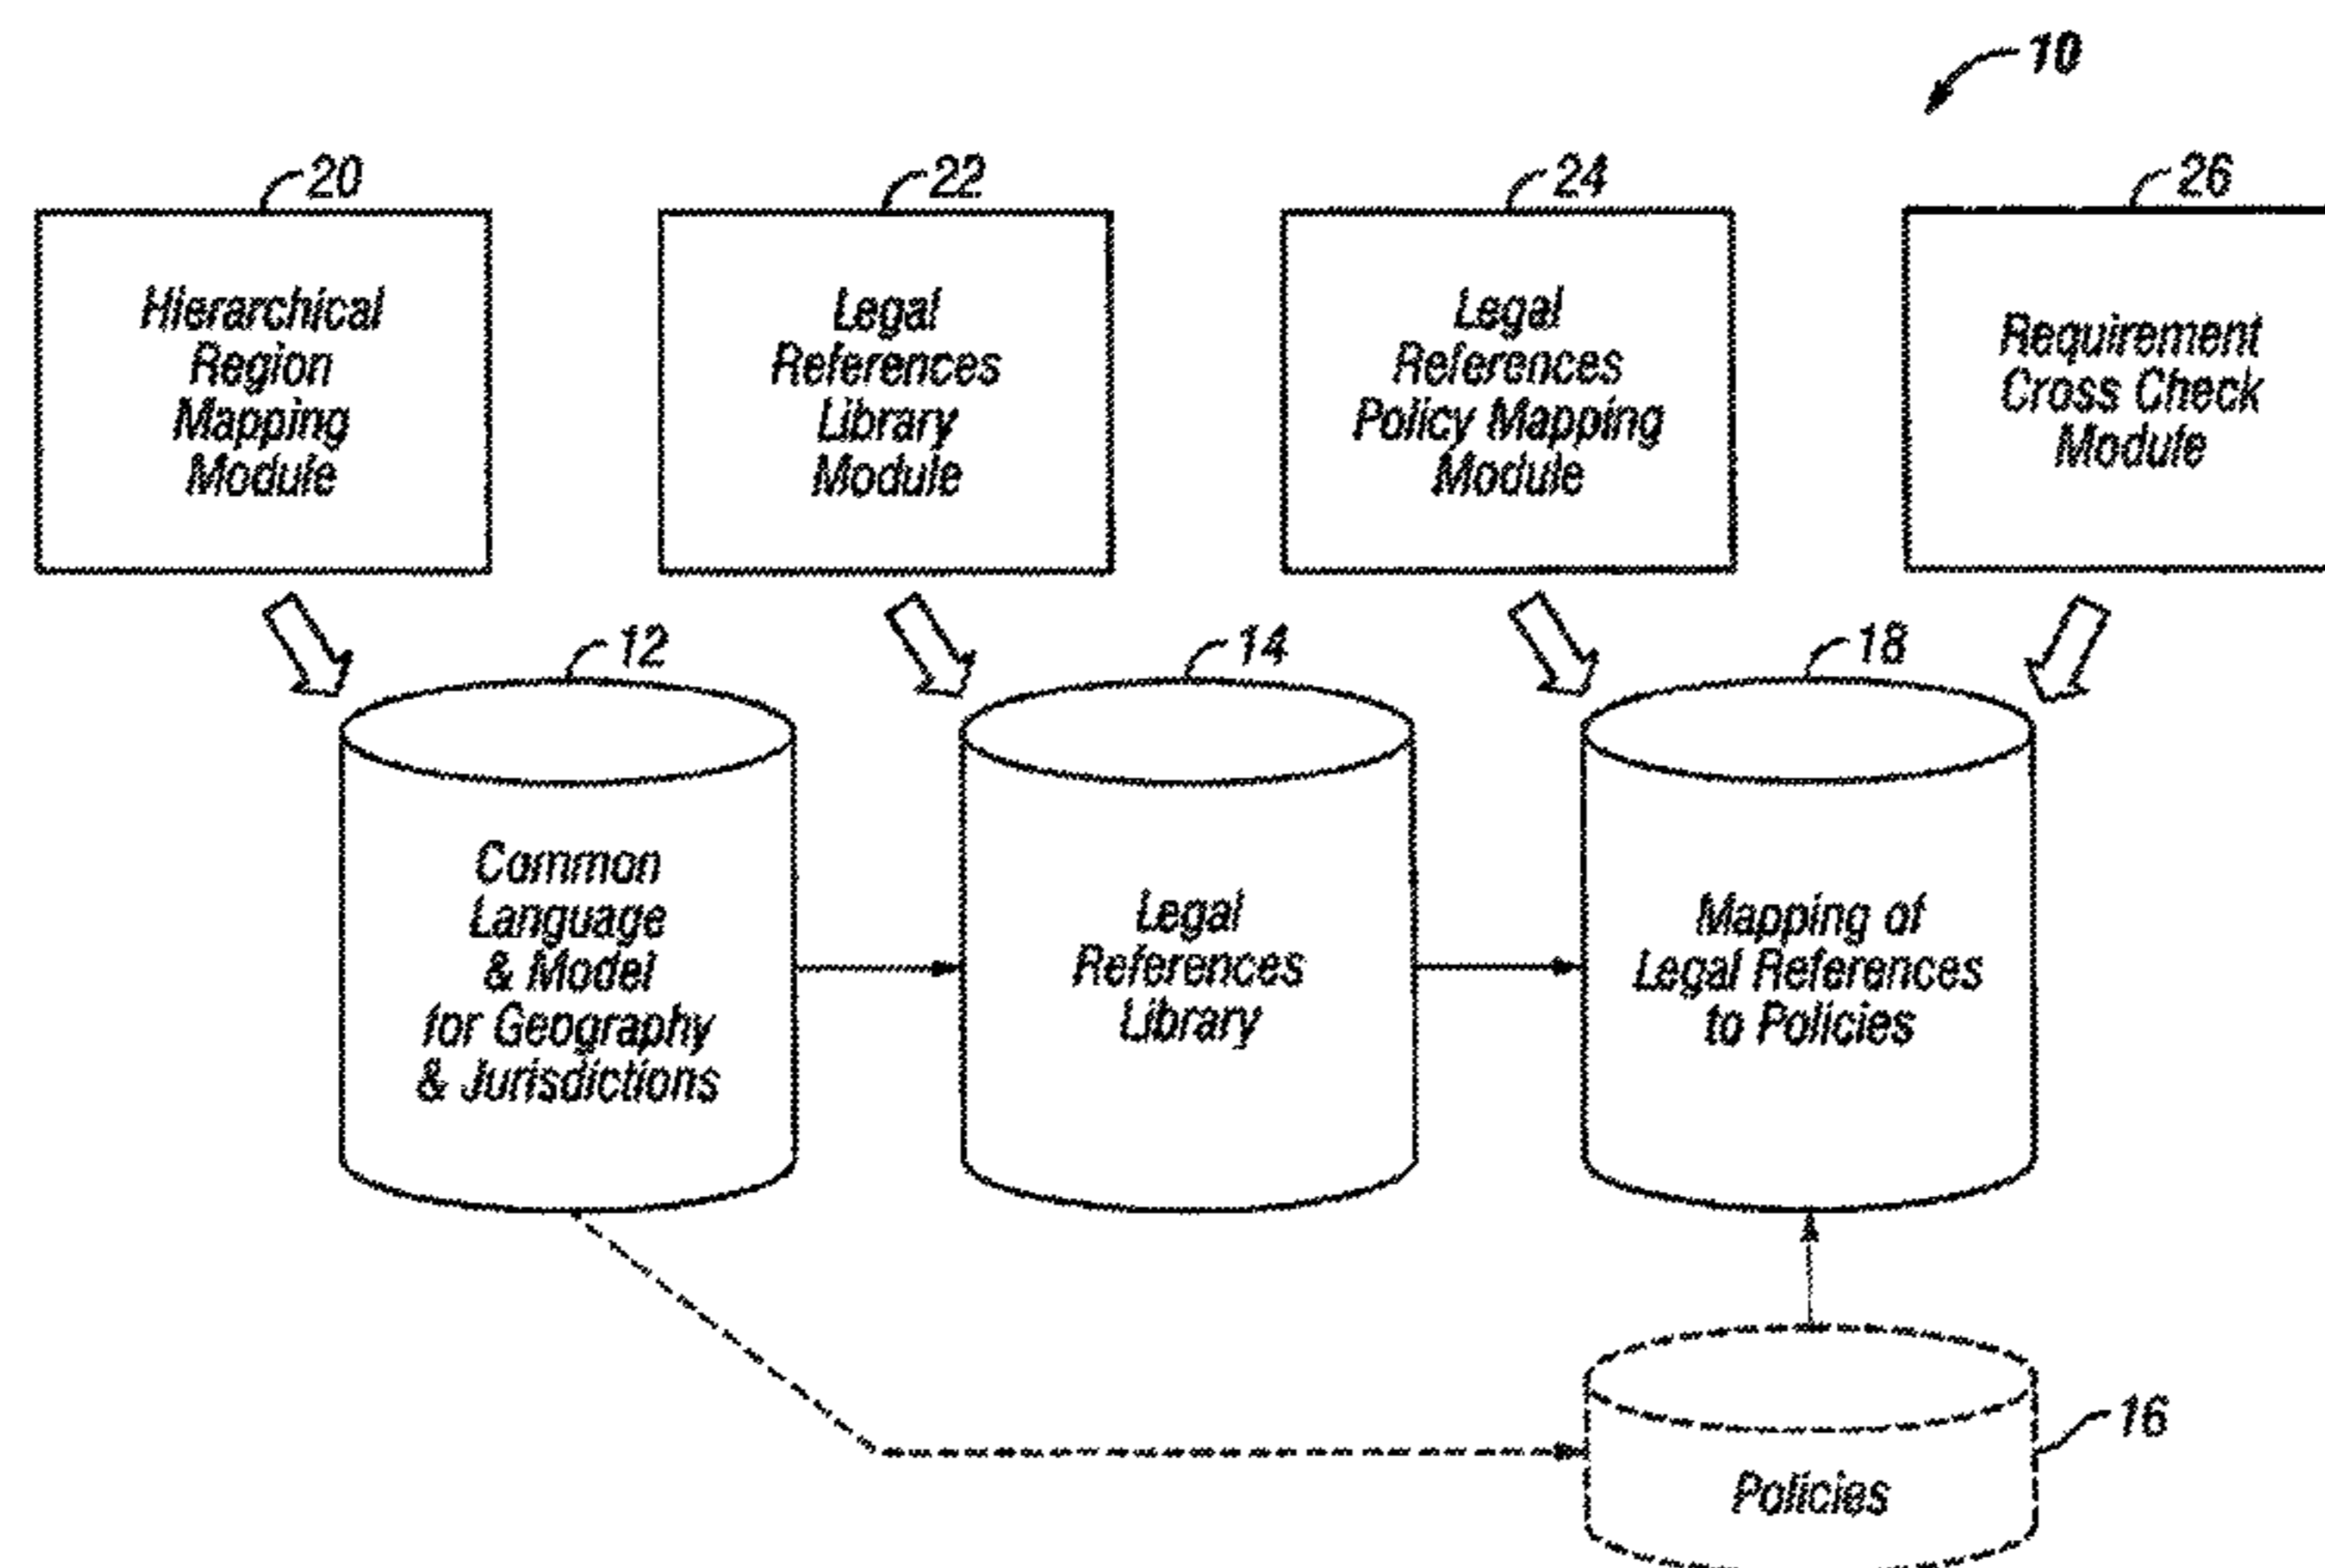 10
20
22
24
26
Hierarchical
Region
Mapping
Module
Legal
References
Library
Module
Legal
References
Policy Mapping
Module
Requirement
Cross Check
Module
12
14
18
Common
Language
& Model
for Geography
& Jurisdictions
Legal
References
Library
Mapping of
Legal References
to Policies
16
Policies